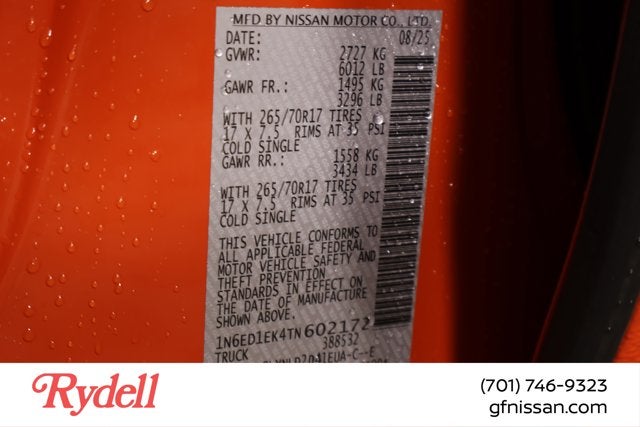 MFD BY NISSAN MOTOR CO., LTD.
DATE: 08/25
GVWR: 2727 KG
6012 LB
GAWR FR.: 1495 KG
3296 LB
WITH 265/70R17 TIRES
17 X 7.5 RIMS AT 35 PSI
COLD SINGLE
GAWR RR.: 1558 KG
3434 LB
WITH 265/70R17 TIRES
17 X 7.5 RIMS AT 35 PSI
COLD SINGLE
THIS VEHICLE CONFORMS TO
ALL APPLICABLE FEDERAL
MOTOR VEHICLE SAFETY AND
THEFT PREVENTION
STANDARDS IN EFFECT ON
THE DATE OF MANUFACTURE
SHOWN ABOVE.
1N6ED1EK4TN602172
388532
TRUCK
Rydell
(701) 746-9323
gfnissan.com